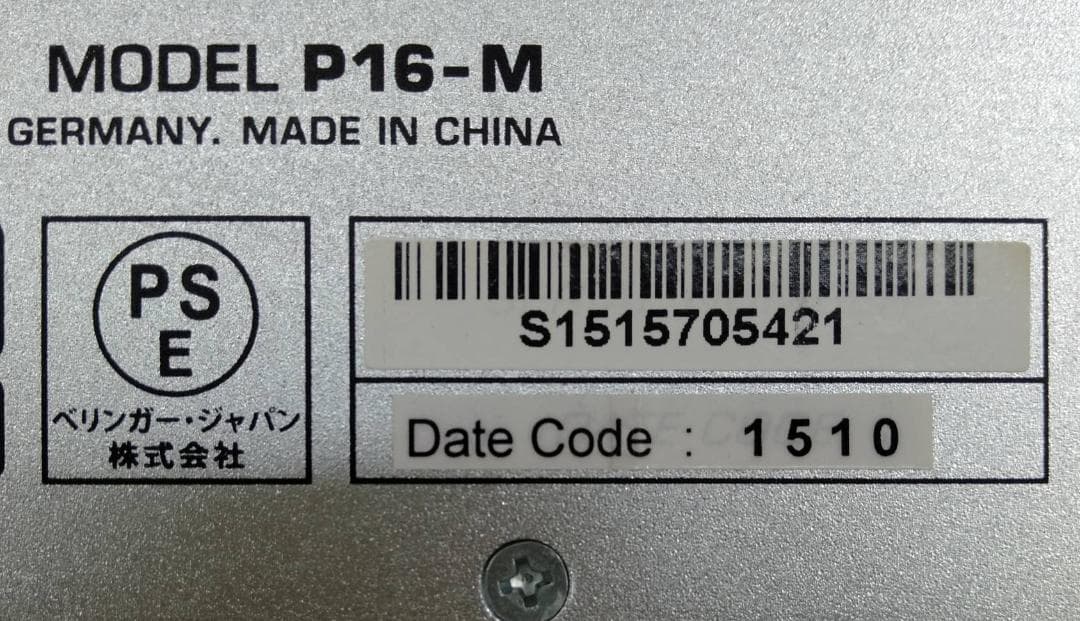 MODEL P16-M
GERMANY. MADE IN CHINA
PS
E
ベリンガー・ジャパン
株式会社
S1515705421
Date Code : 1510